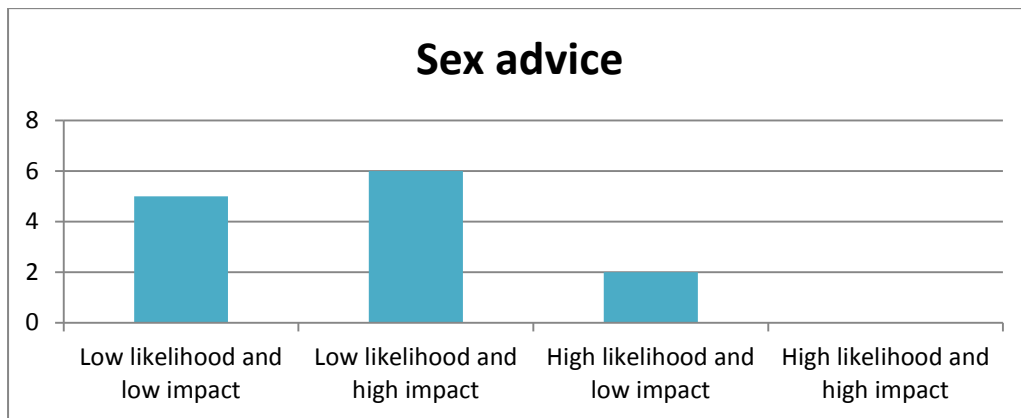 Sex advice
8
6
4
2
0
Low likelihood and
low impact
Low likelihood and
high impact
High likelihood and
low impact
High likelihood and
high impact